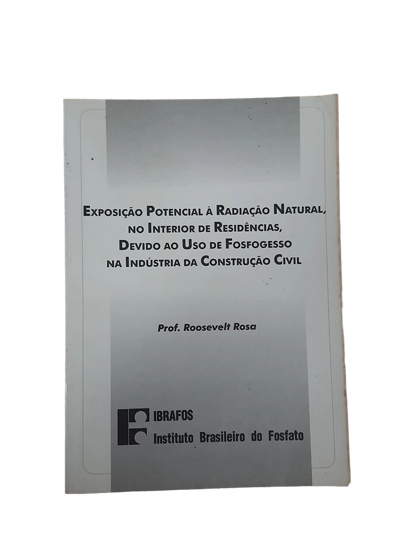 Exposição Potencial à Radiação Natural,
no Interior de Residências,
Devido ao Uso de Fosfogesso
na Indústria da Construção Civil
Prof. Roosevelt Rosa
IBRAFOS
Instituto Brasileiro do Fosfato